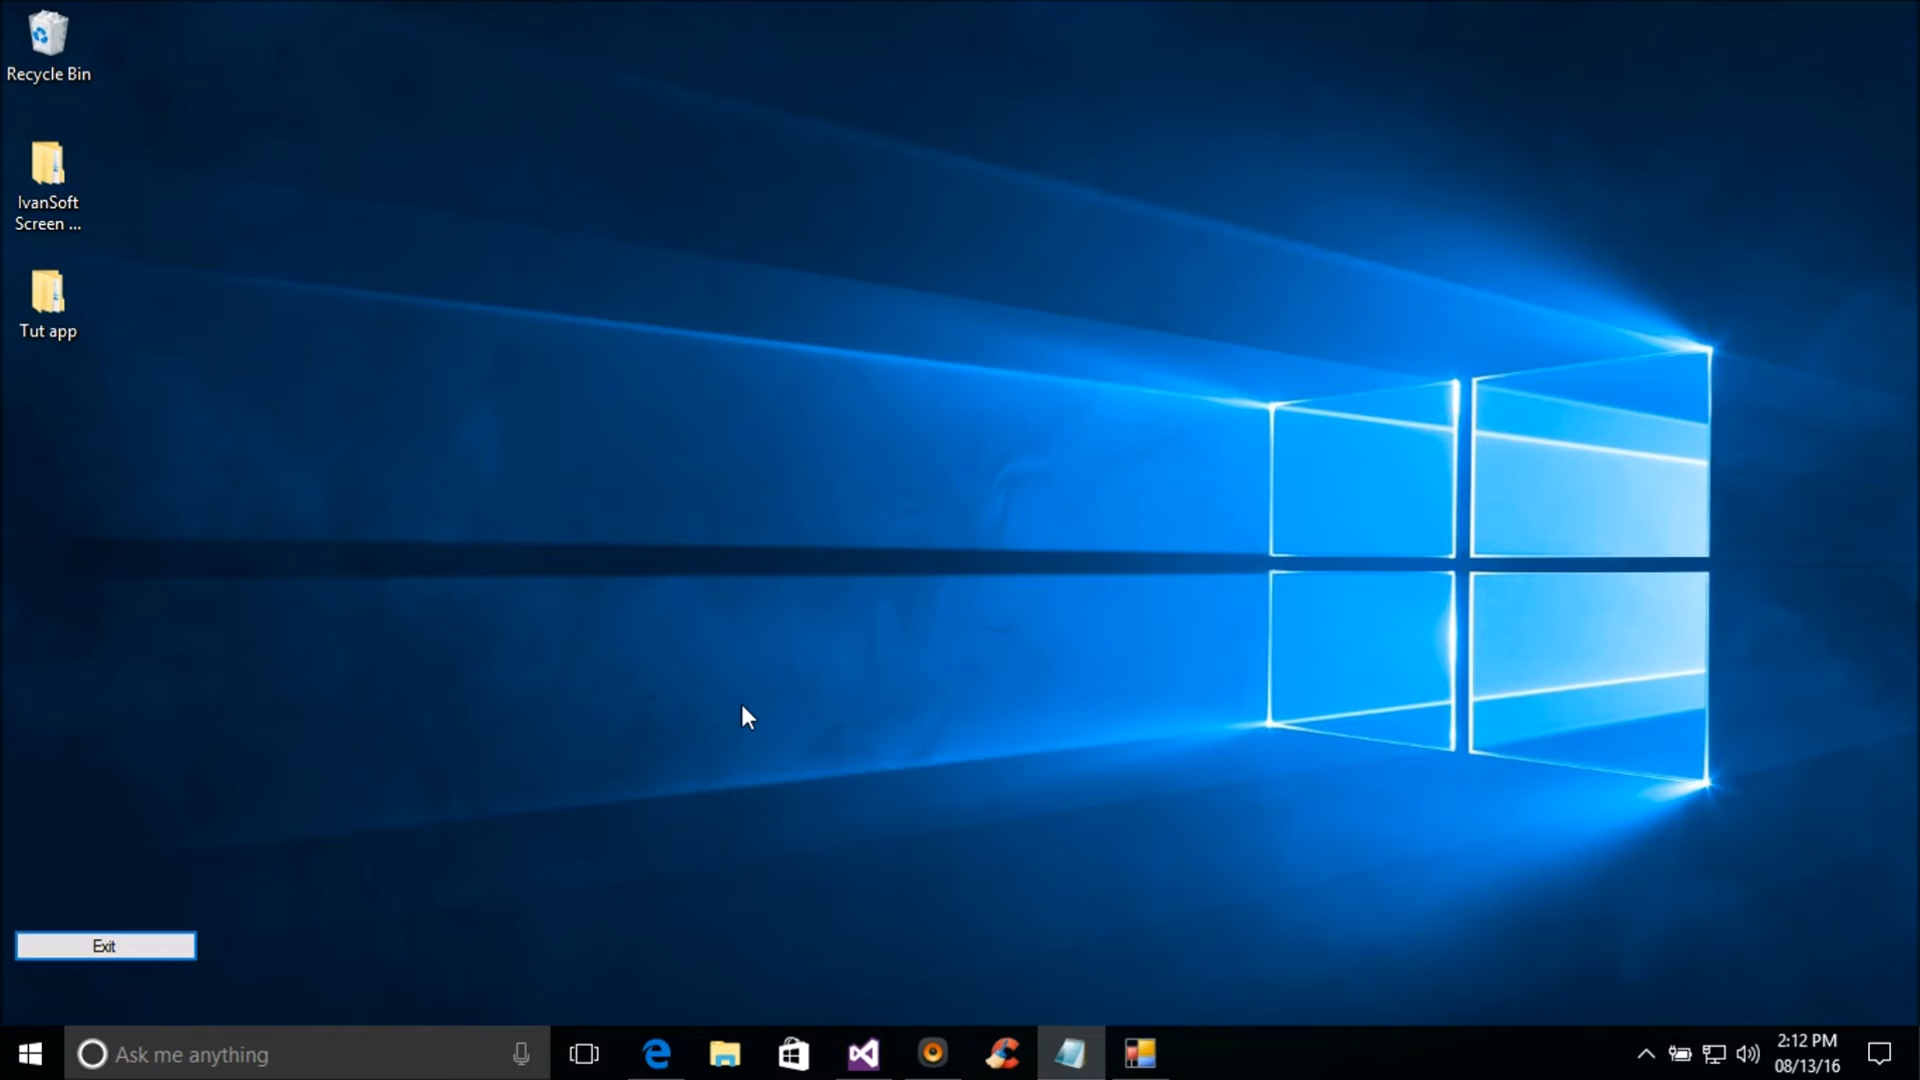 Recycle Bin
IvanSoft
Screen ...
Tut app
Exit
Ask me anything
2:12 PM
08/13/16